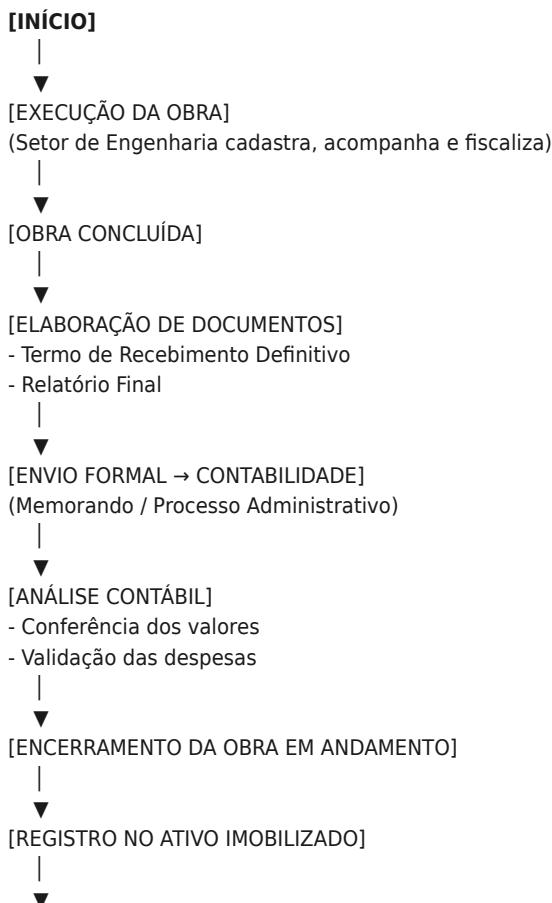 [INÍCIO]
│
▼
[EXECUÇÃO DA OBRA]
(Setor de Engenharia cadastra, acompanha e fiscaliza)
│
▼
[OBRA CONCLUÍDA]
│
▼
[ELABORAÇÃO DE DOCUMENTOS]
- Termo de Recebimento Definitivo
- Relatório Final
│
▼
[ENVIO FORMAL → CONTABILIDADE]
(Memorando / Processo Administrativo)
│
▼
[ANÁLISE CONTÁBIL]
- Conferência dos valores
- Validação das despesas
│
▼
[ENCERRAMENTO DA OBRA EM ANDAMENTO]
│
▼
[REGISTRO NO ATIVO IMOBILIZADO]
│
▼